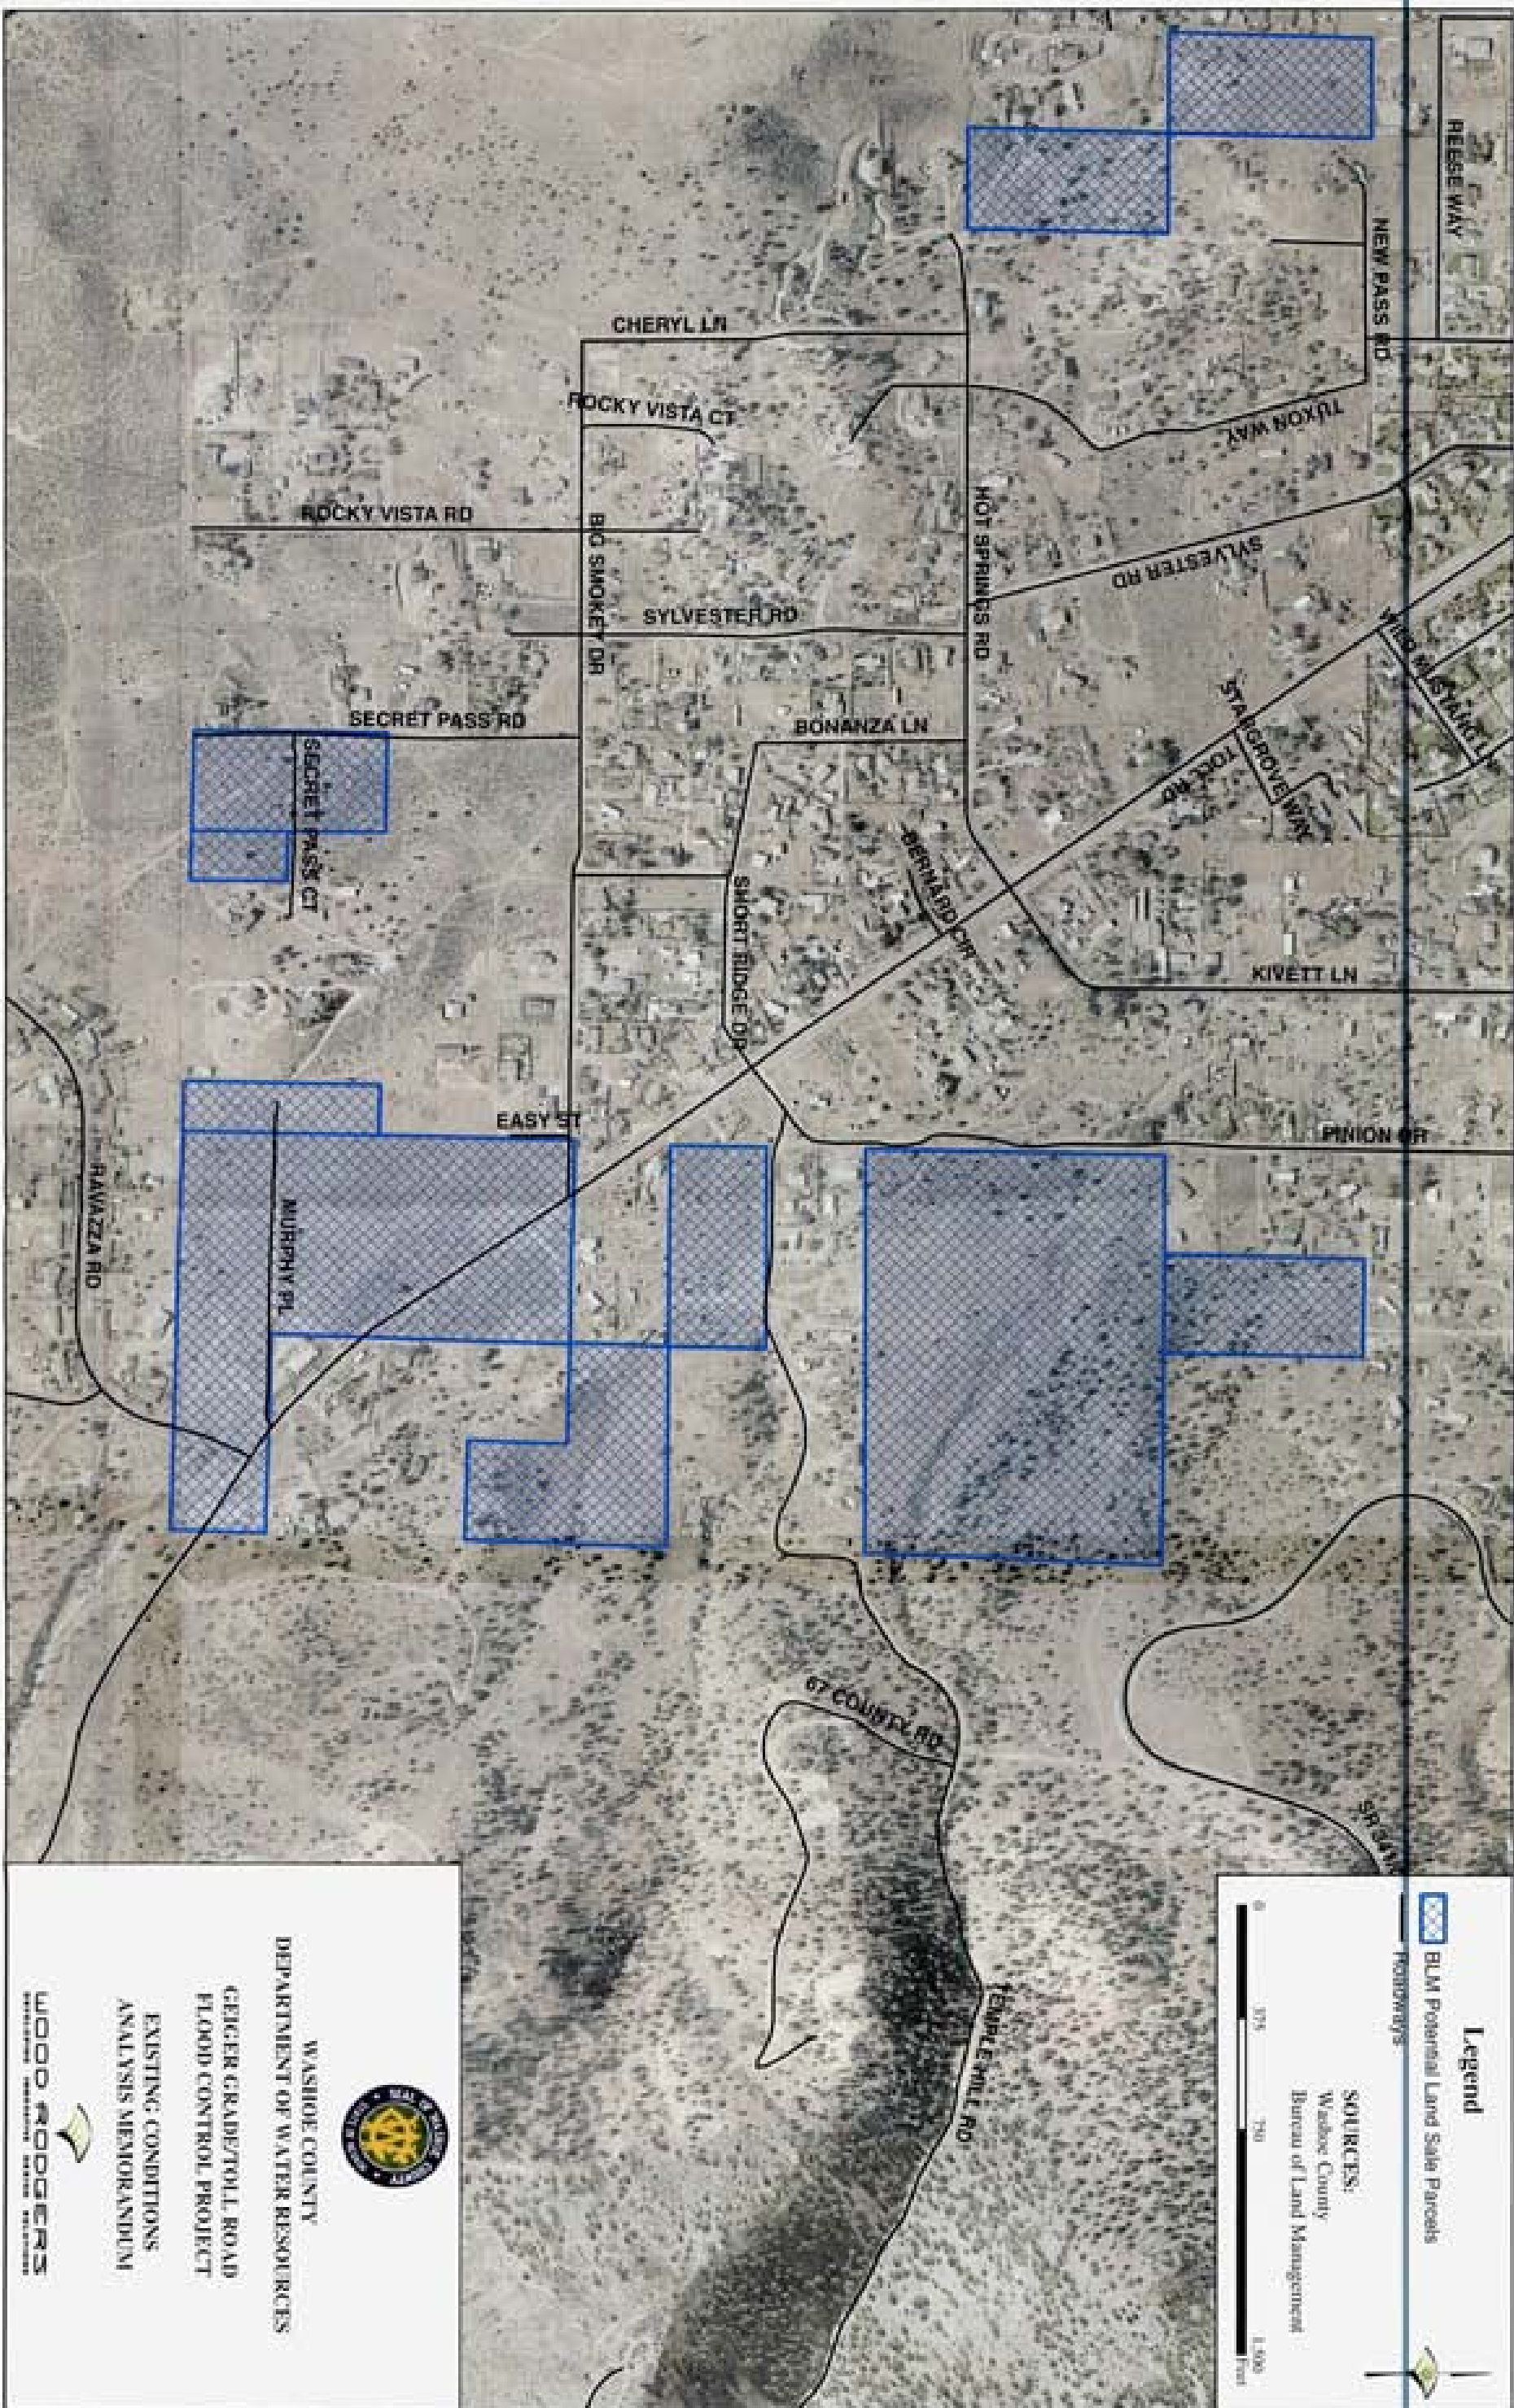 REESE WAY
NEW PASS RD
CHERYL LN
ROCKY VISTA CT
TUXON WAY
HOT SPRINGS RD
ROCKY VISTA RD
BIG SMOKEY DR
SYLVESTER RD
SYLVESTER RD
WILD MUSTANG L
SECRET PASS RD
BONANZA LN
STARGROVE WAY
TOLL RD
SECRET PASS CT
SHORT RIDGE DR
BERNARD CIR
KIVETT LN
EASY ST
PINION DR
RAVAZZA RD
MURPHY PL
67 COUNTY RD
SR 341
TEMPLE HILL RD
Legend
BLM Potential Land Sale Parcels
Roadways
SOURCES:
Washoe County
Bureau of Land Management
0 375 750 1,500
Feet
WASHOE COUNTY
DEPARTMENT OF WATER RESOURCES
GEIGER GRADE/TOLL ROAD
FLOOD CONTROL PROJECT
EXISTING CONDITIONS
ANALYSIS MEMORANDUM
WOOD RODGERS